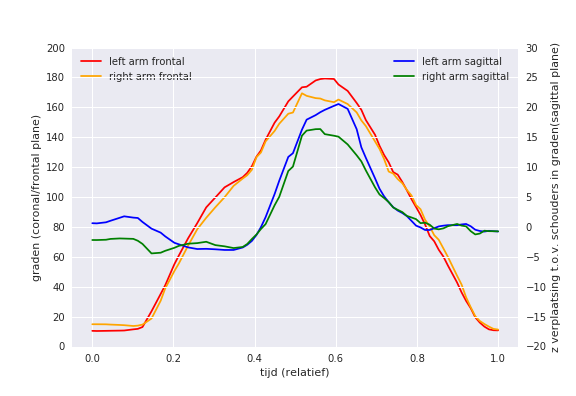 left arm frontal
right arm frontal
left arm sagittal
right arm sagittal
graden (coronal/frontal plane)
200
180
160
140
120
100
80
60
40
20
0
z verplaatsing t.o.v. schouders in graden(sagittal plane)
30
25
20
15
10
5
0
−5
−10
−15
−20
0.0 0.2 0.4 0.6 0.8 1.0
tijd (relatief)